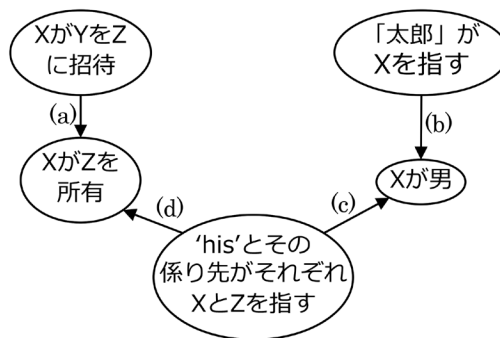 XがYをZ
に招待
「太郎」が
Xを指す
(a)
(b)
XがZを
所有
Xが男
(d)
(c)
‘his’とその
係り先がそれぞれ
XとZを指す